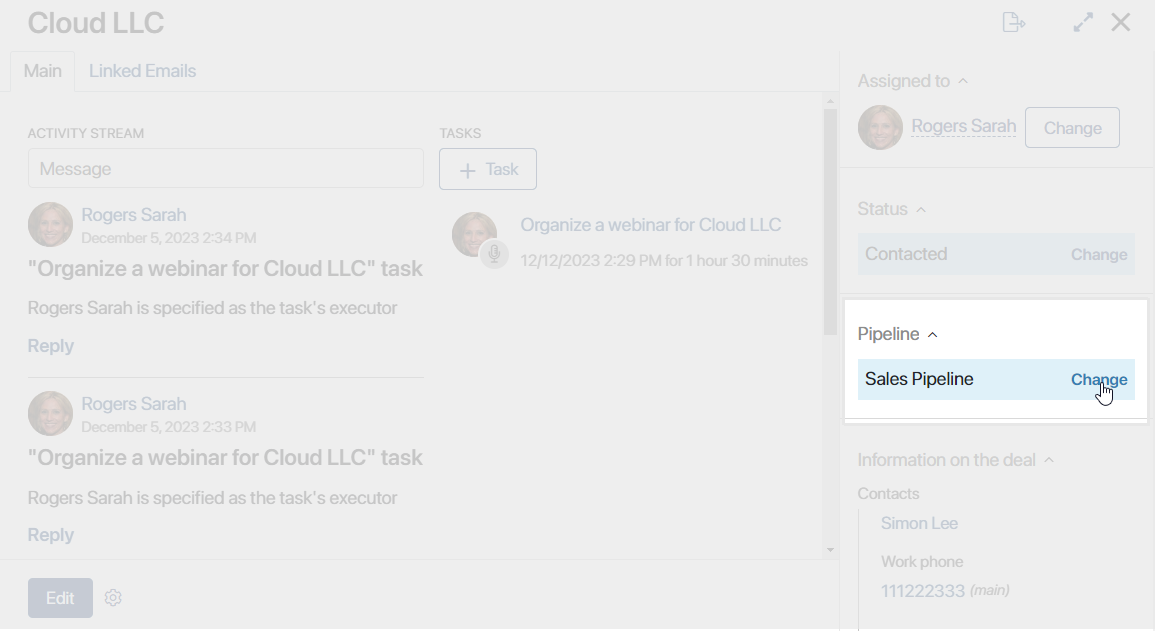 Cloud LLC
Main
Linked Emails
ACTIVITY STREAM
Message
Rogers Sarah
December 5, 2023 2:34 PM
"Organize a webinar for Cloud LLC" task
Rogers Sarah is specified as the task's executor
Reply
Rogers Sarah
December 5, 2023 2:33 PM
"Organize a webinar for Cloud LLC" task
Rogers Sarah is specified as the task's executor
Reply
TASKS
+ Task
Organize a webinar for Cloud LLC
12/12/2023 2:29 PM for 1 hour 30 minutes
Edit
Assigned to
Rogers Sarah
Change
Status
Contacted
Change
Pipeline
Sales Pipeline
Change
Information on the deal
Contacts
Simon Lee
Work phone
111222333 (main)